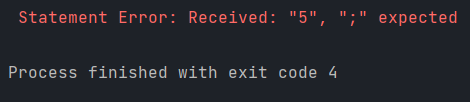 Statement Error: Received: "5", ";" expected
Process finished with exit code 4